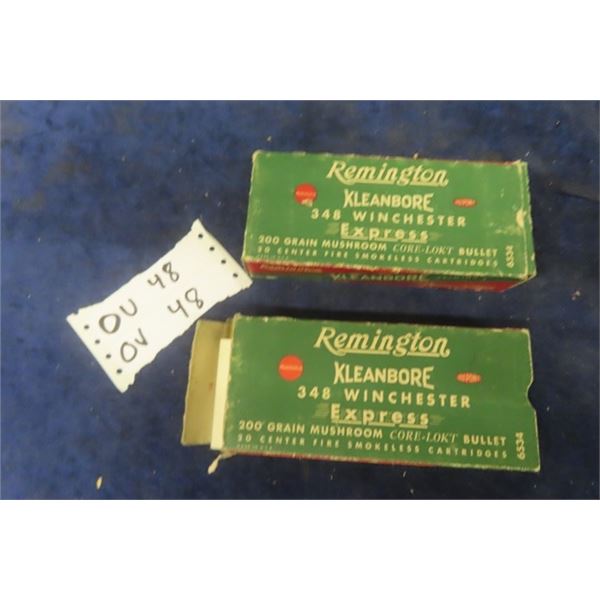 Remington
KLEANBORE
348 WINCHESTER
Express
200 GRAIN MUSHROOM CORE-LOKT BULLET
20 CENTER FIRE SMOKELESS CARTRIDGES
6534
Remington KLEANBORE
OU 48
OV 48
Remington
KLEANBORE
348 WINCHESTER
Express
200 GRAIN MUSHROOM CORE-LOKT BULLET
20 CENTER FIRE SMOKELESS CARTRIDGES
6534